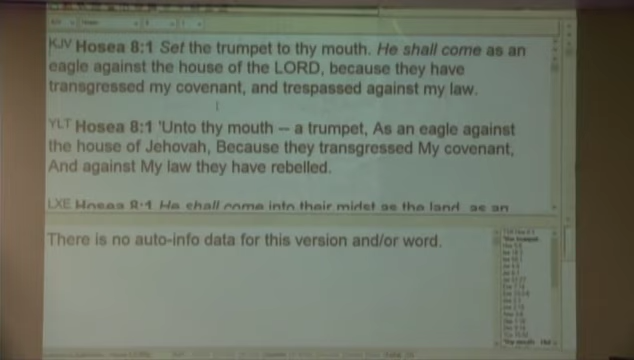 KJV Hosea 8:1 Set the trumpet to thy mouth. He shall come as an
eagle against the house of the LORD, because they have
transgressed my covenant, and trespassed against my law.
YLT Hosea 8:1 'Unto thy mouth -- a trumpet, As an eagle against
the house of Jehovah, Because they transgressed My covenant,
And against My law they have rebelled.
LXE Hosea 8:1 He shall come into their midst as the land, as an
There is no auto-info data for this version and/or word.